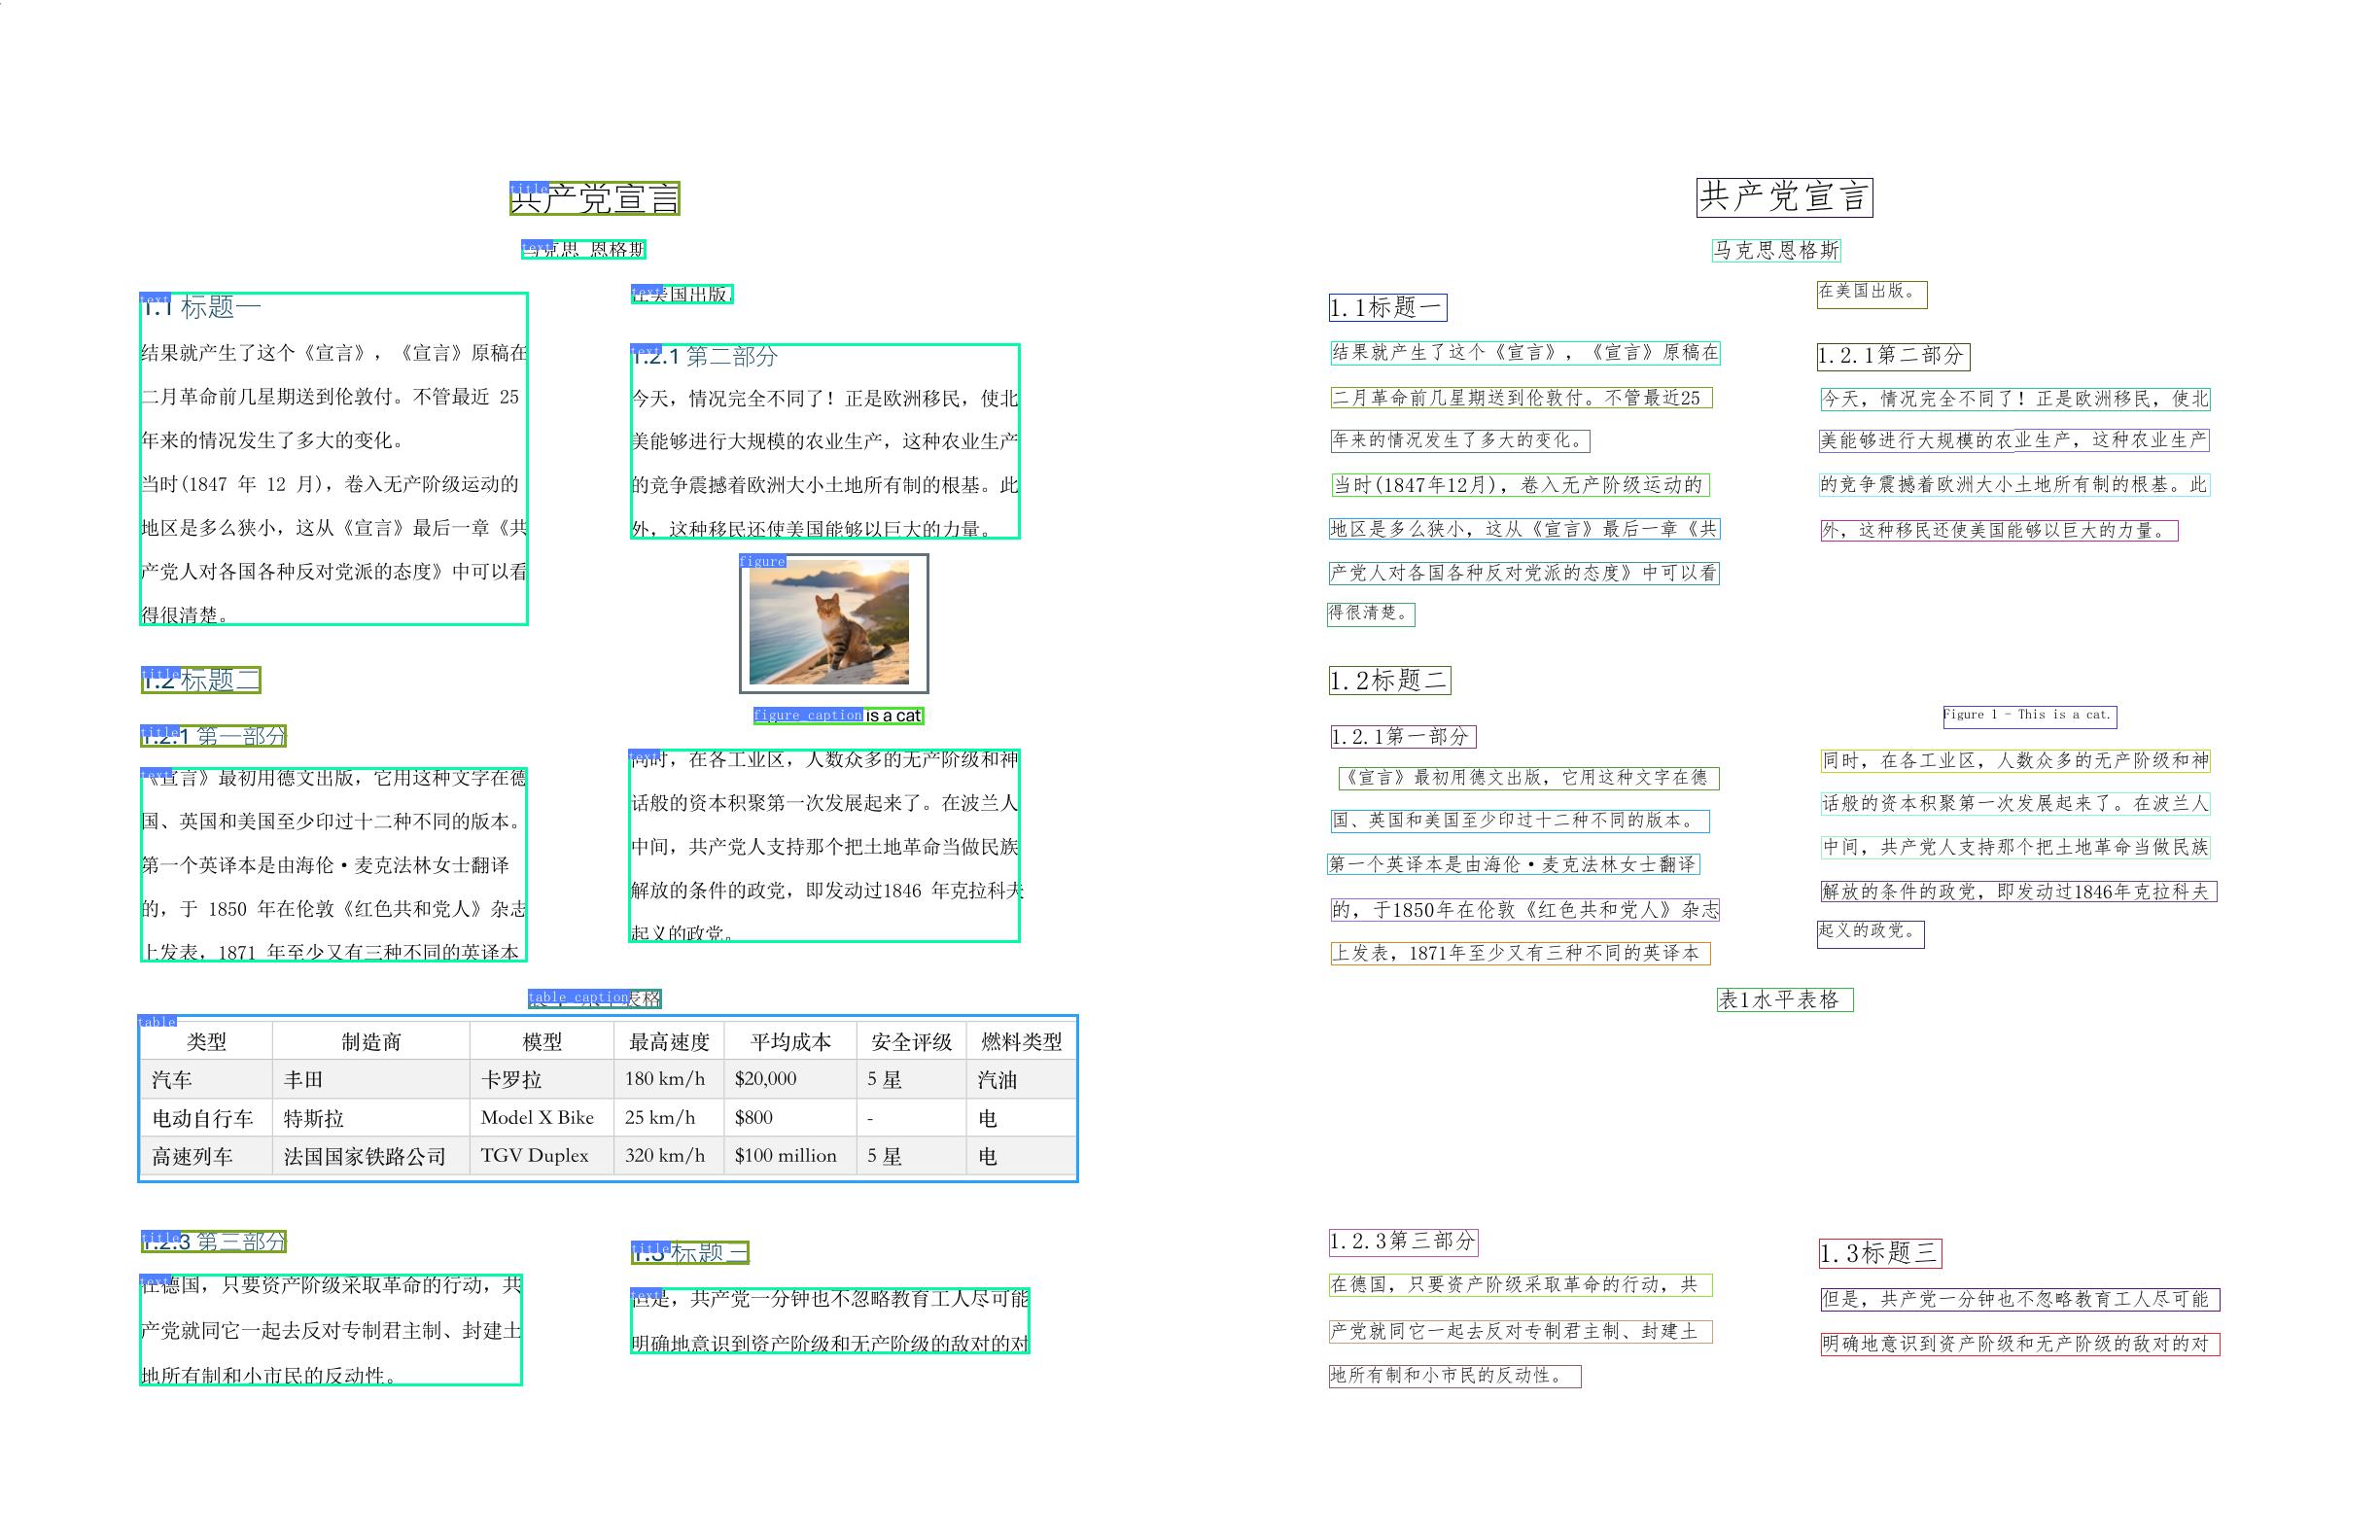 title
共产党宣言
text
马克思 恩格斯
text
1.1 标题一
结果就产生了这个《宣言》，《宣言》原稿在
二月革命前几星期送到伦敦付。不管最近 25
年来的情况发生了多大的变化。
当时(1847 年 12 月)，卷入无产阶级运动的
地区是多么狭小，这从《宣言》最后一章《共
产党人对各国各种反对党派的态度》中可以看
得很清楚。
title
1.2 标题二
title
1.2.1 第一部分
text
《宣言》最初用德文出版，它用这种文字在德
国、英国和美国至少印过十二种不同的版本。
第一个英译本是由海伦·麦克法林女士翻译
的，于 1850 年在伦敦《红色共和党人》杂志
上发表，1871 年至少又有三种不同的英译本
text
在美国出版。
text
1.2.1 第二部分
今天，情况完全不同了！正是欧洲移民，使北
美能够进行大规模的农业生产，这种农业生产
的竞争震撼着欧洲大小土地所有制的根基。此
外，这种移民还使美国能够以巨大的力量。
figure
figure_caption is a cat
text
同时，在各工业区，人数众多的无产阶级和神
话般的资本积聚第一次发展起来了。在波兰人
中间，共产党人支持那个把土地革命当做民族
解放的条件的政党，即发动过1846 年克拉科夫
起义的政党。
table_caption 表格
table
类型 制造商 模型 最高速度 平均成本 安全评级 燃料类型
汽车 丰田 卡罗拉 180 km/h $20,000 5 星 汽油
电动自行车 特斯拉 Model X Bike 25 km/h $800 - 电
高速列车 法国国家铁路公司 TGV Duplex 320 km/h $100 million 5 星 电
title
1.2.3 第三部分
text
在德国，只要资产阶级采取革命的行动，共
产党就同它一起去反对专制君主制、封建土
地所有制和小市民的反动性。
title
1.3 标题三
text
但是，共产党一分钟也不忽略教育工人尽可能
明确地意识到资产阶级和无产阶级的敌对的对
共产党宣言
马克思恩格斯
1.1标题一
结果就产生了这个《宣言》，《宣言》原稿在
二月革命前几星期送到伦敦付。不管最近25
年来的情况发生了多大的变化。
当时(1847年12月)，卷入无产阶级运动的
地区是多么狭小，这从《宣言》最后一章《共
产党人对各国各种反对党派的态度》中可以看
得很清楚。
1.2标题二
1.2.1第一部分
《宣言》最初用德文出版，它用这种文字在德
国、英国和美国至少印过十二种不同的版本。
第一个英译本是由海伦·麦克法林女士翻译
的，于1850年在伦敦《红色共和党人》杂志
上发表，1871年至少又有三种不同的英译本
在美国出版。
1.2.1第二部分
今天，情况完全不同了！正是欧洲移民，使北
美能够进行大规模的农业生产，这种农业生产
的竞争震撼着欧洲大小土地所有制的根基。此
外，这种移民还使美国能够以巨大的力量。
Figure 1 - This is a cat.
同时，在各工业区，人数众多的无产阶级和神
话般的资本积聚第一次发展起来了。在波兰人
中间，共产党人支持那个把土地革命当做民族
解放的条件的政党，即发动过1846年克拉科夫
起义的政党。
表1水平表格
1.2.3第三部分
在德国，只要资产阶级采取革命的行动，共
产党就同它一起去反对专制君主制、封建土
地所有制和小市民的反动性。
1.3标题三
但是，共产党一分钟也不忽略教育工人尽可能
明确地意识到资产阶级和无产阶级的敌对的对